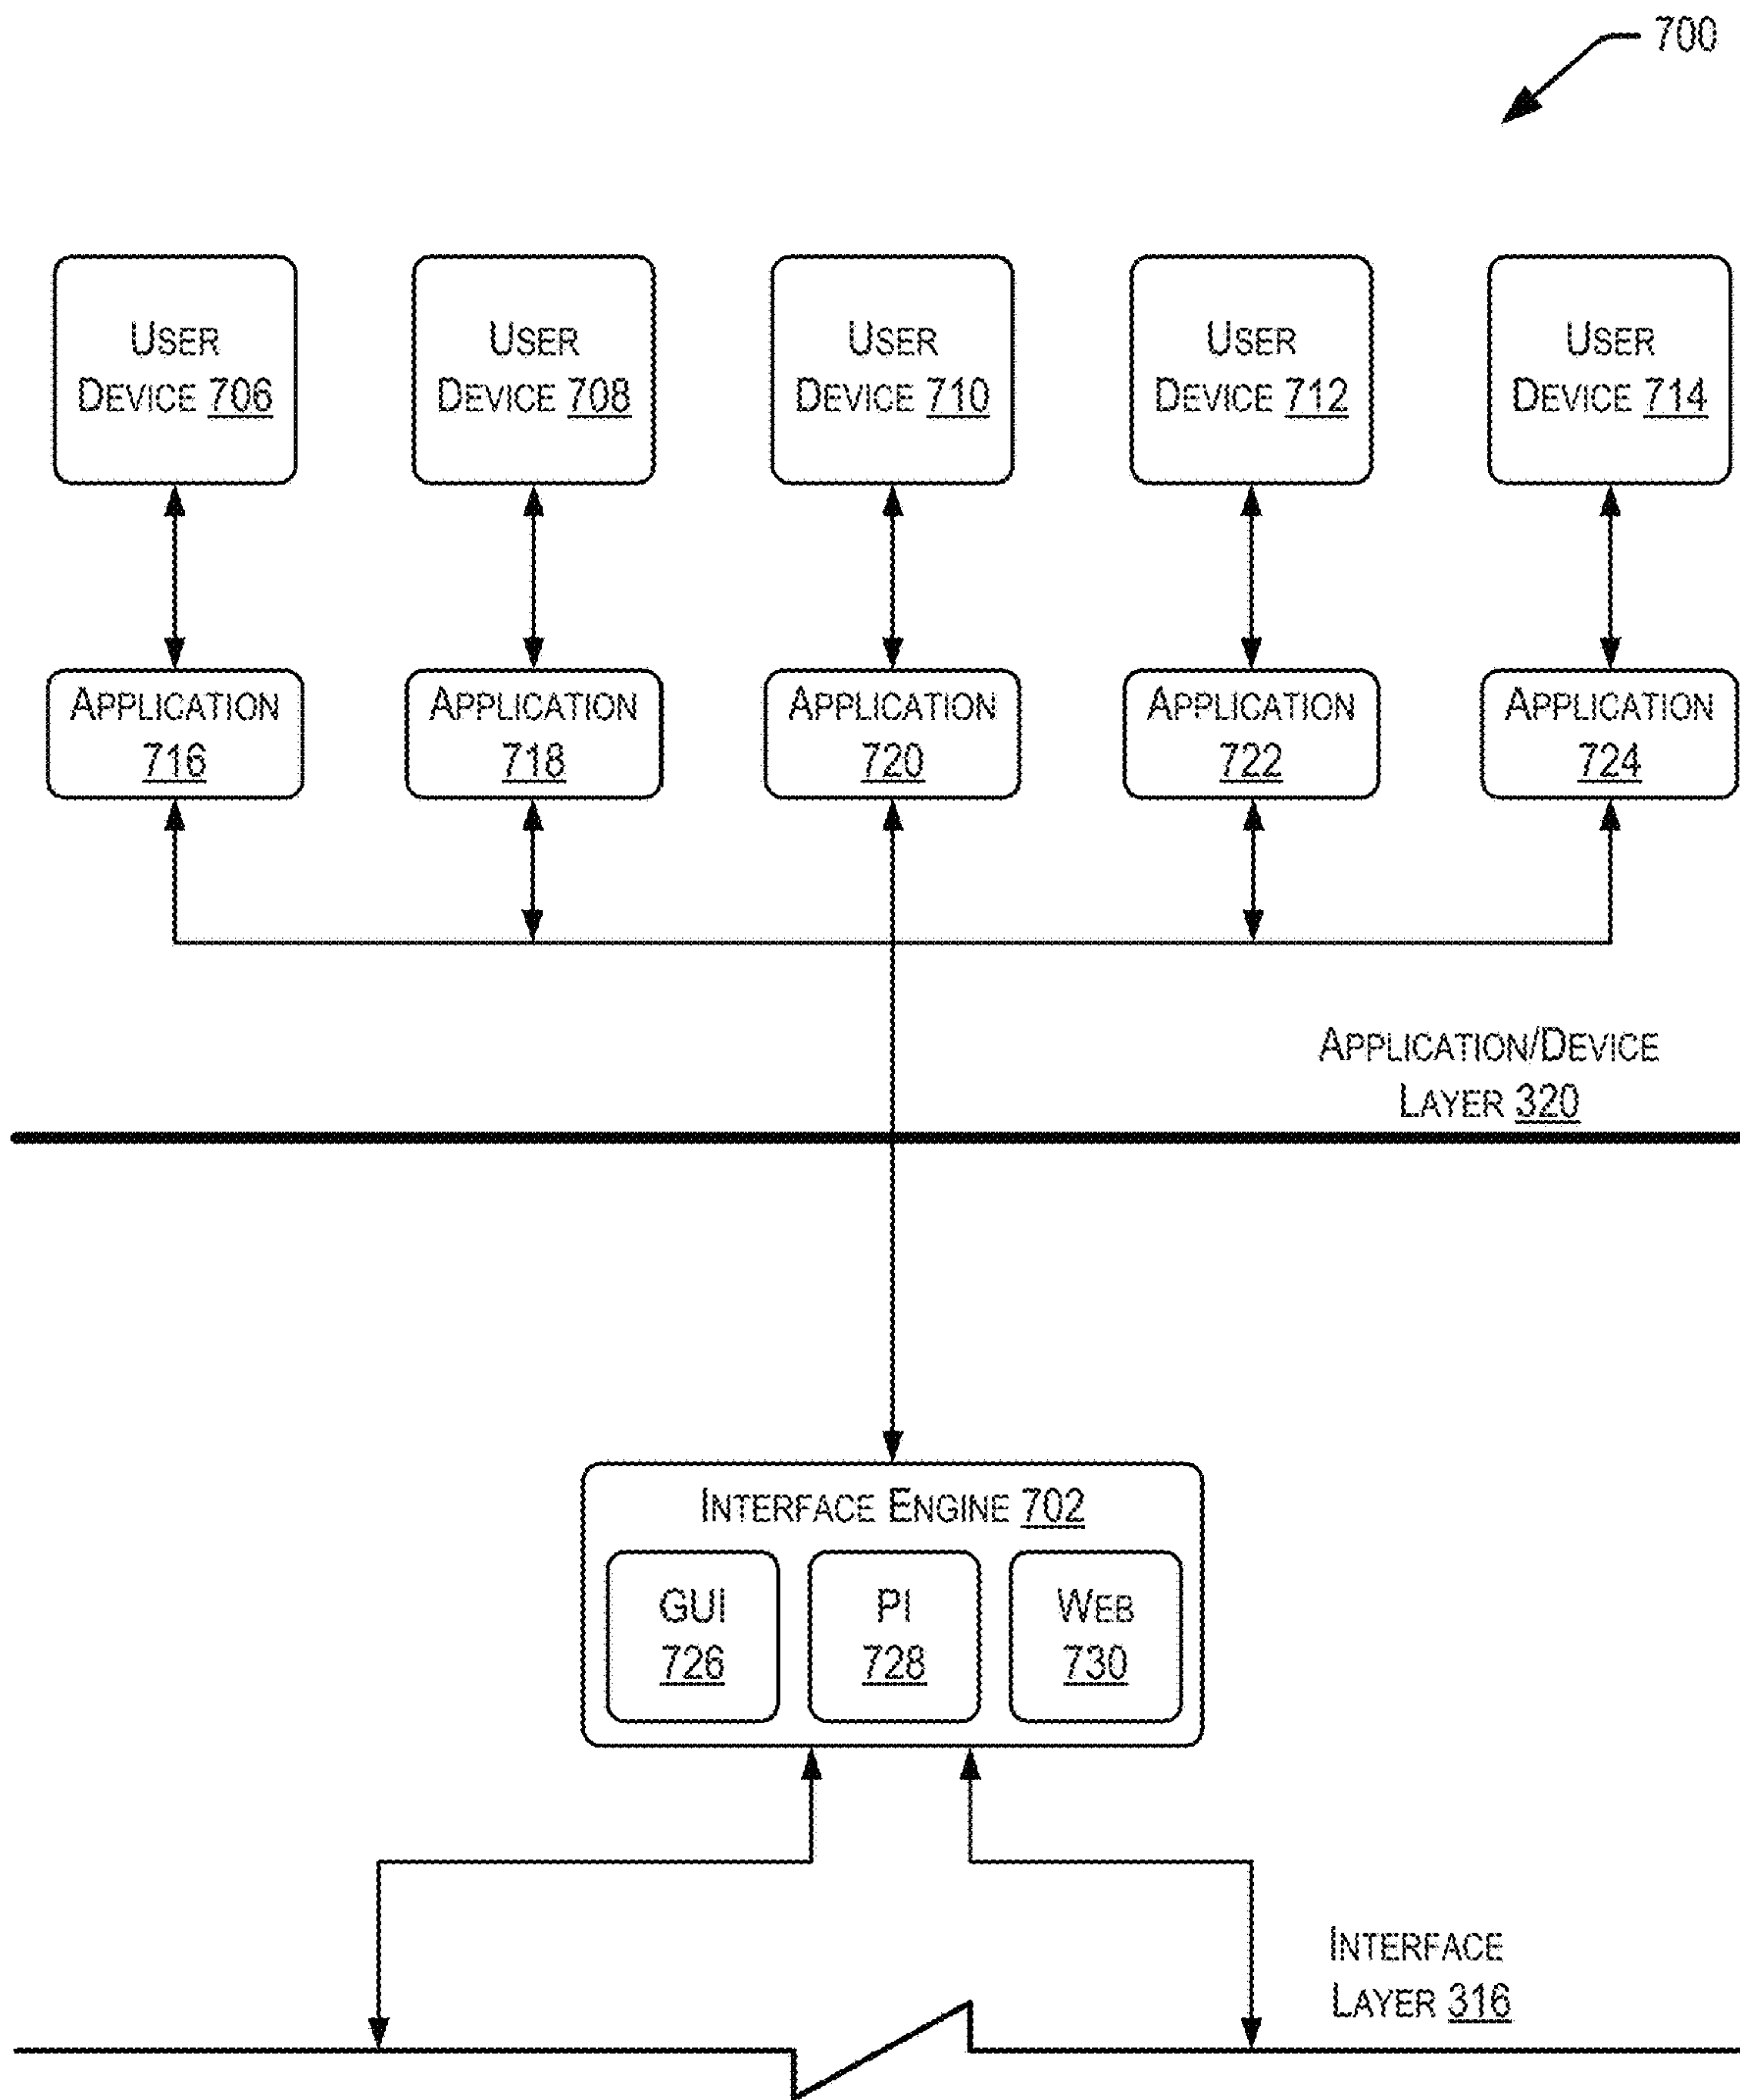 700
USER
DEVICE 706
USER
DEVICE 708
USER
DEVICE 710
USER
DEVICE 712
USER
DEVICE 714
APPLICATION
716
APPLICATION
718
APPLICATION
720
APPLICATION
722
APPLICATION
724
APPLICATION/DEVICE
LAYER 320
INTERFACE ENGINE 702
GUI
726
PI
728
WEB
730
INTERFACE
LAYER 316